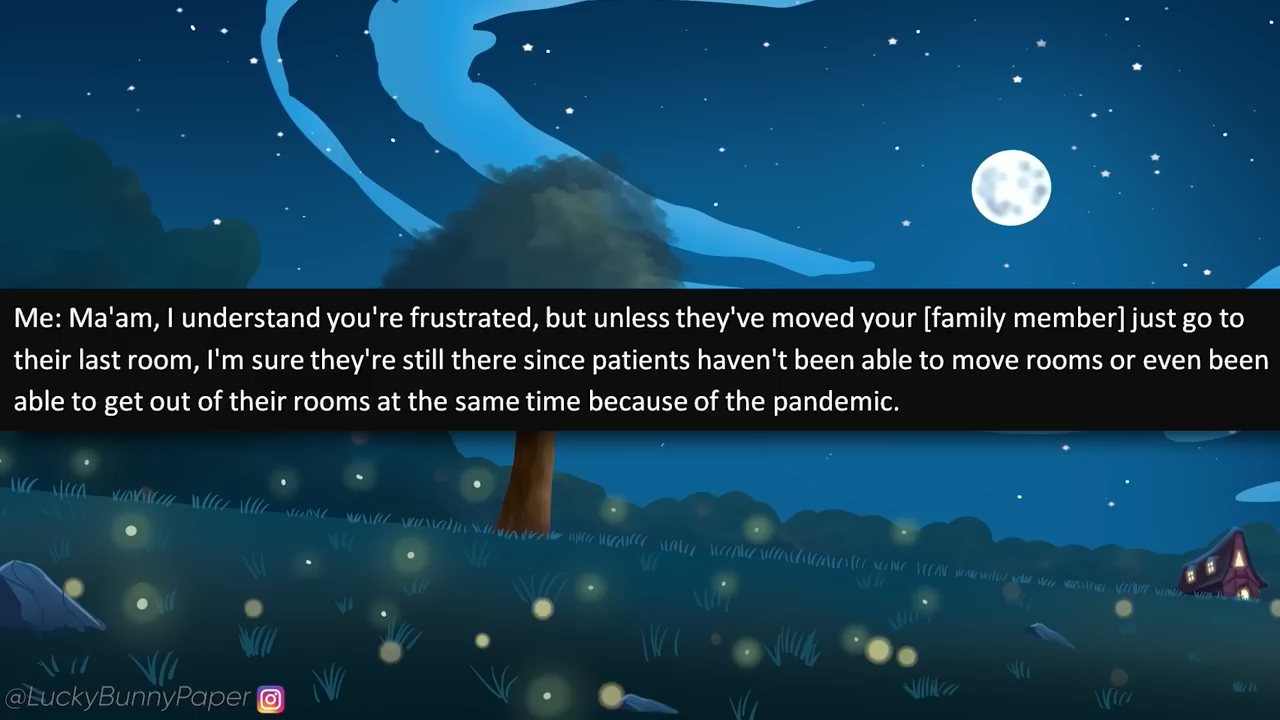 Me: Ma'am, I understand you're frustrated, but unless they've moved your [family member] just go to
their last room, I'm sure they're still there since patients haven't been able to move rooms or even been
able to get out of their rooms at the same time because of the pandemic.
@LuckyBunnyPaper